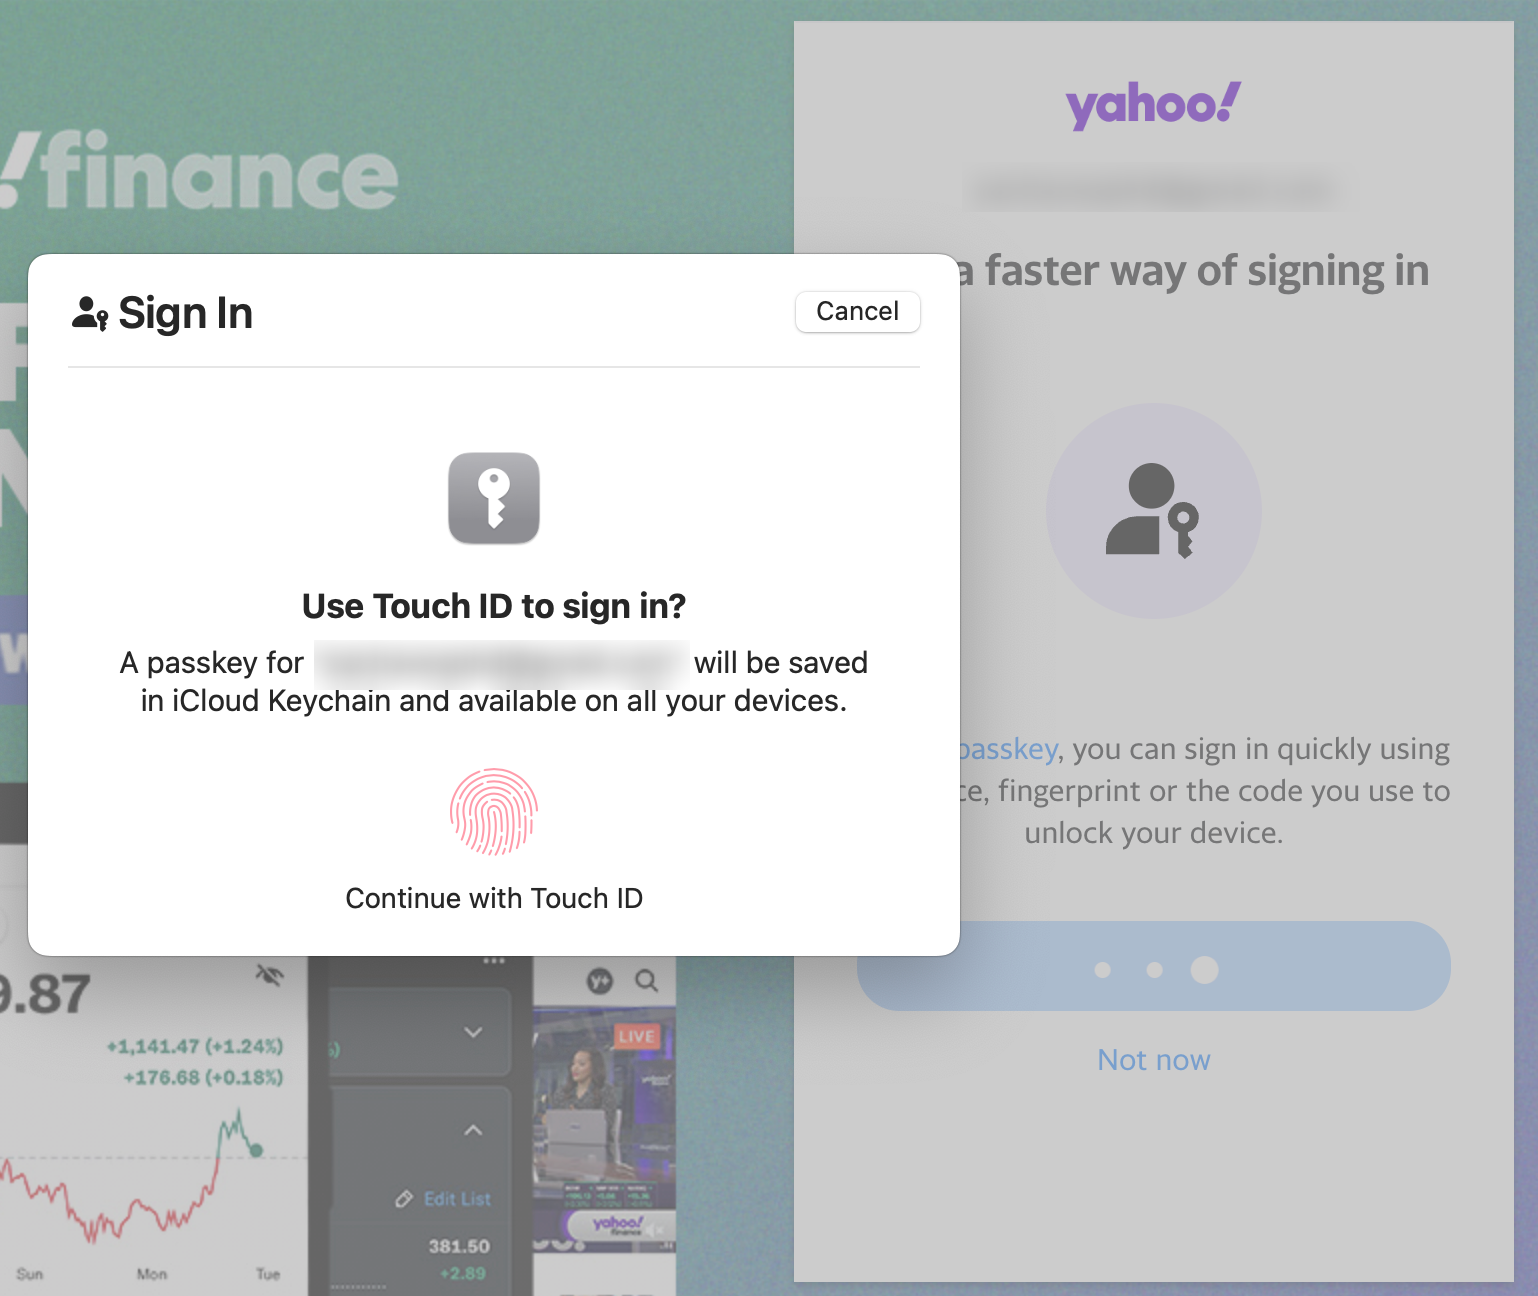 !finance
Sign In
Cancel
Use Touch ID to sign in?
A passkey for will be saved
in iCloud Keychain and available on all your devices.
Continue with Touch ID
yahoo!
a faster way of signing in
passkey, you can sign in quickly using
ce, fingerprint or the code you use to
unlock your device.
Not now
9.87
+1,141.47 (+1.24%)
+176.68 (+0.18%)
Sun Mon Tue
%)
Edit List
381.50
+2.89
y+
LIVE
yahoo!
finance